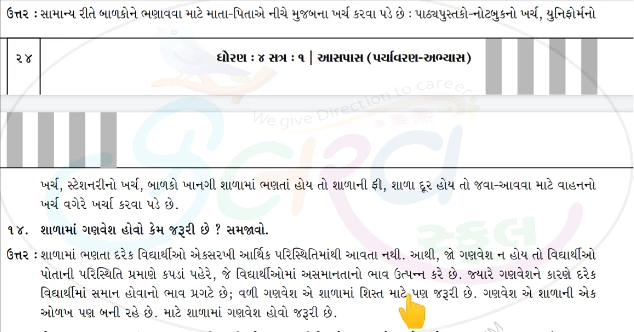 ઉત્તર : સામાન્ય રીતે બાળકોને ભણાવવા માટે માતા-પિતાએ નીચે મુજબના ખર્ચ કરવા પડે છે : પાઠ્યપુસ્તકો-નોટબુકનો ખર્ચ, યુનિફોર્મનો
૨૪
ધોરણ : ૪ સત્ર : ૧ | આસપાસ (પર્યાવરણ-અભ્યાસ)
We give Direction to career
કલરવ
સ્કૂલ
ખર્ચ, સ્ટેશનરીનો ખર્ચ, બાળકો ખાનગી શાળામાં ભણતાં હોય તો શાળાની ફી, શાળા દૂર હોય તો જવા-આવવા માટે વાહનનો
ખર્ચ વગેરે ખર્ચા કરવા પડે છે.
૧૪. શાળામાં ગણવેશ હોવો કેમ જરૂરી છે ? સમજાવો.
ઉત્તર : શાળામાં ભણતા દરેક વિદ્યાર્થીઓ એકસરખી આર્થિક પરિસ્થિતિમાંથી આવતા નથી. આથી, જો ગણવેશ ન હોય તો વિદ્યાર્થીઓ
પોતાની પરિસ્થિતિ પ્રમાણે કપડાં પહેરે, જે વિદ્યાર્થીઓમાં અસમાનતાનો ભાવ ઉત્પન્ન કરે છે. જ્યારે ગણવેશને કારણે દરેક
વિદ્યાર્થીમાં સમાન હોવાનો ભાવ પ્રગટે છે; વળી ગણવેશ એ શાળામાં શિસ્ત માટે પણ જરૂરી છે. ગણવેશ એ શાળાની એક
ઓળખ પણ બની રહે છે. માટે શાળામાં ગણવેશ હોવો જરૂરી છે.